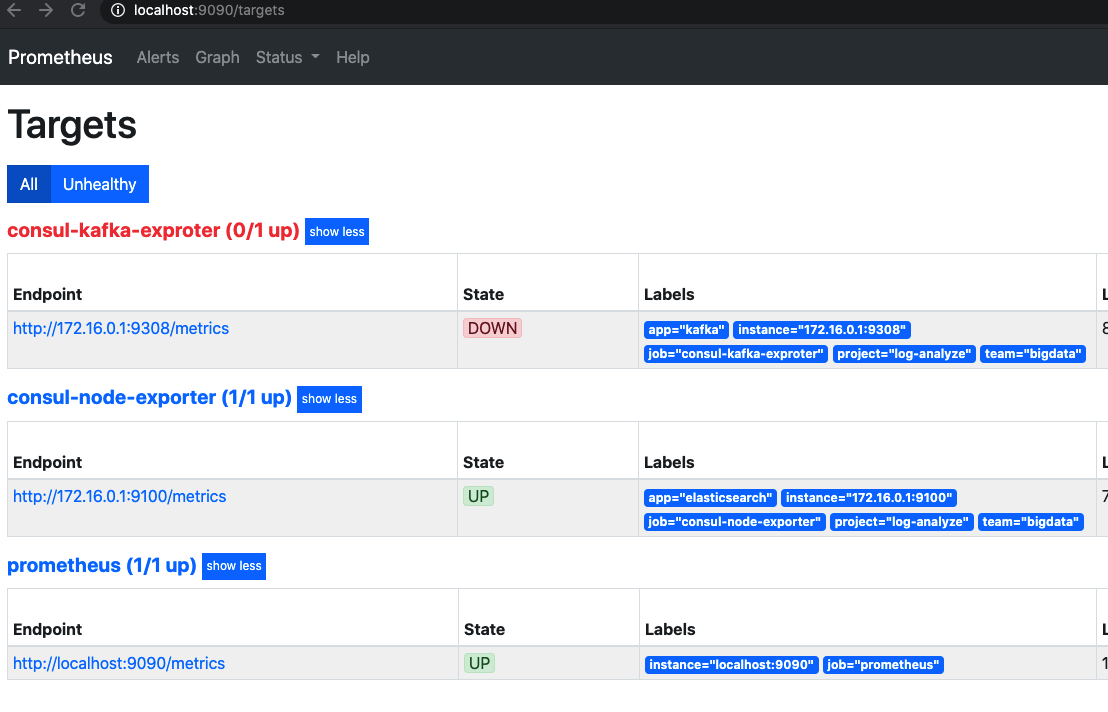 localhost:9090/targets
Prometheus Alerts Graph Status Help
Targets
All Unhealthy
consul-kafka-exproter (0/1 up) show less
Endpoint State Labels L
http://172.16.0.1:9308/metrics DOWN app="kafka" instance="172.16.0.1:9308" 8
job="consul-kafka-exproter" project="log-analyze" team="bigdata"
consul-node-exporter (1/1 up) show less
Endpoint State Labels L
http://172.16.0.1:9100/metrics UP app="elasticsearch" instance="172.16.0.1:9100" 7
job="consul-node-exporter" project="log-analyze" team="bigdata"
prometheus (1/1 up) show less
Endpoint State Labels L
http://localhost:9090/metrics UP instance="localhost:9090" job="prometheus" 1